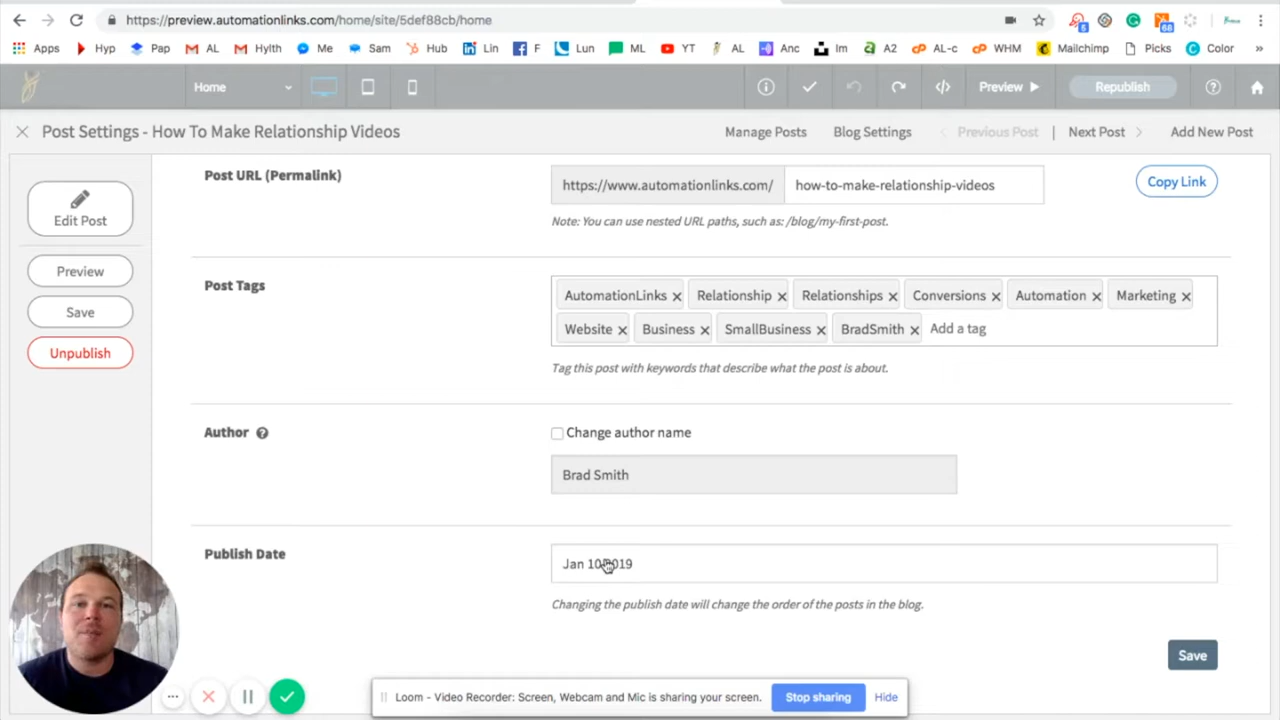 https://preview.automationlinks.com/home/site/5def88cb/home
Apps Hyp Pap AL Hylth Me Sam Hub Lin F Lun ML YT AL Anc Im A2 AL-c WHM Mailchimp Picks Color »
Home Preview Republish
Post Settings - How To Make Relationship Videos Manage Posts Blog Settings Previous Post | Next Post Add New Post
Edit Post
Preview
Save
Unpublish
Post URL (Permalink) https://www.automationlinks.com/ how-to-make-relationship-videos Copy Link
Note: You can use nested URL paths, such as: /blog/my-first-post.
Post Tags AutomationLinks Relationship Relationships Conversions Automation Marketing
Website Business SmallBusiness BradSmith Add a tag
Tag this post with keywords that describe what the post is about.
Author Change author name
Brad Smith
Publish Date Jan 10 2019
Changing the publish date will change the order of the posts in the blog.
Save
Loom - Video Recorder: Screen, Webcam and Mic is sharing your screen. Stop sharing Hide